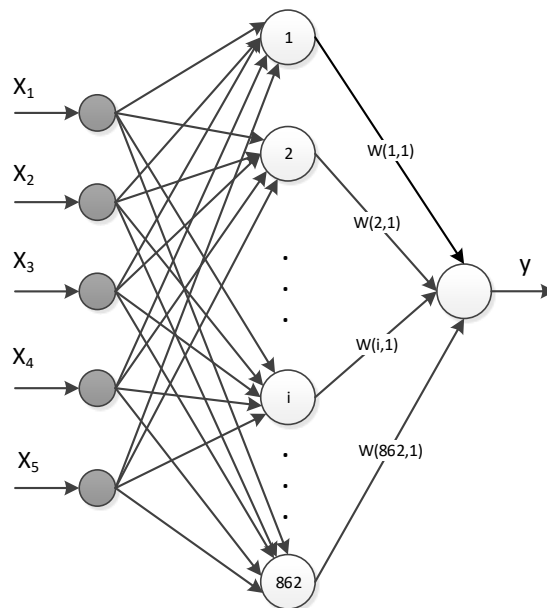 1
X1
W(1,1)
2
X2
W(2,1)
X3
y
X4
W(i,1)
i
X5
W(862,1)
862